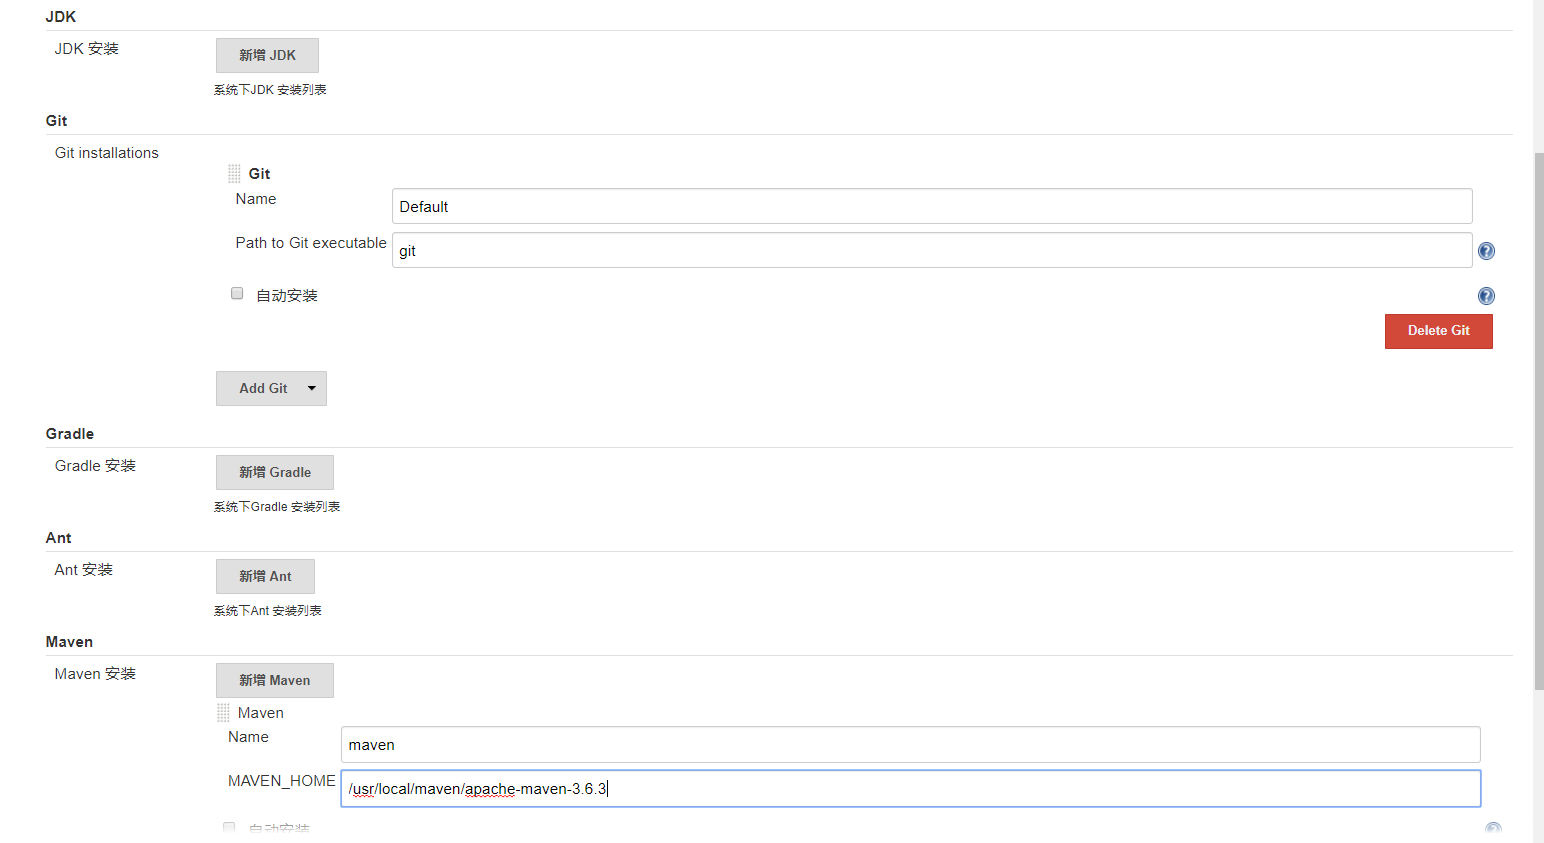 JDK
JDK 安装
新增 JDK
系统下JDK 安装列表
Git
Git installations
Git
Name
Default
Path to Git executable
git
自动安装
Delete Git
Add Git
Gradle
Gradle 安装
新增 Gradle
系统下Gradle 安装列表
Ant
Ant 安装
新增 Ant
系统下Ant 安装列表
Maven
Maven 安装
新增 Maven
Maven
Name
maven
MAVEN_HOME
/usr/local/maven/apache-maven-3.6.3
自动安装